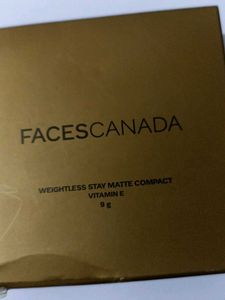 FACESCANADA
WEIGHTLESS STAY MATTE COMPACT
VITAMIN E
9 g